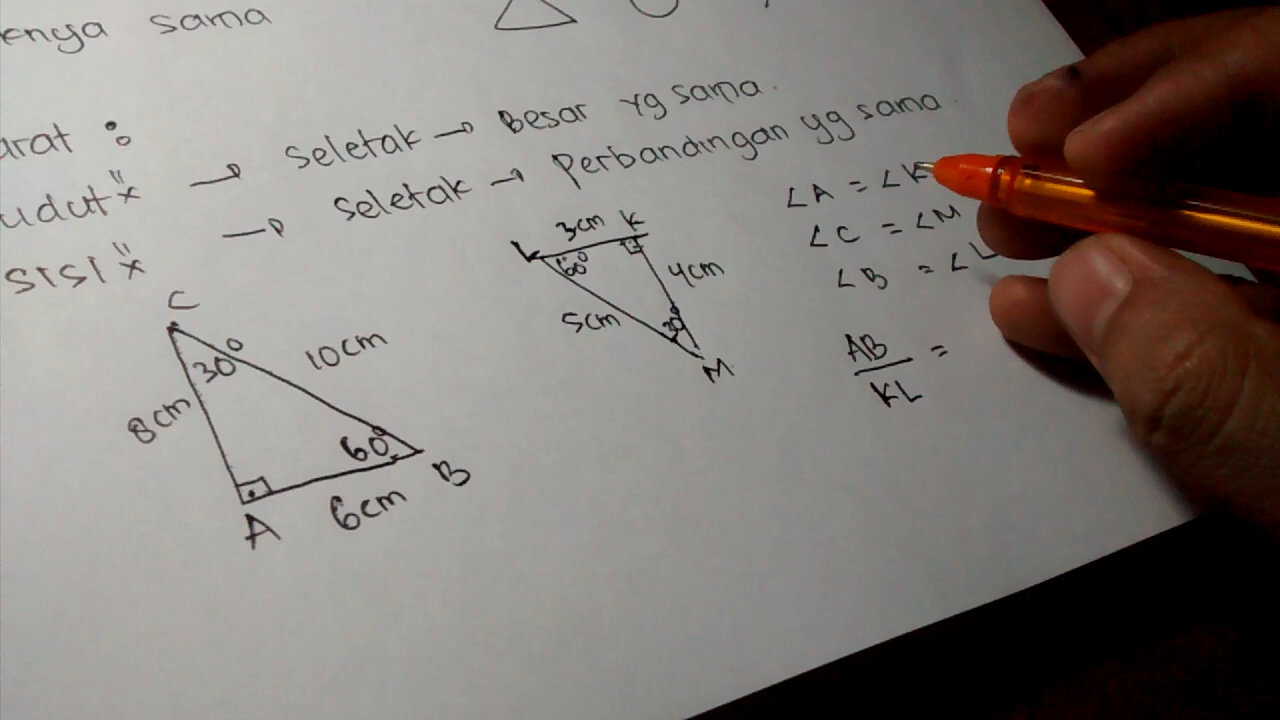 enya sama
arat :
udut"x → seletak → Besar yg sama.
sisi"x → seletak → Perbandingan yg sama.
∠A = ∠K
∠C = ∠M
∠B = ∠L
AB
KL
=
3cm K
60°
4cm
5cm
30°
M
C
30°
10cm
8cm
60°
B
A
6cm